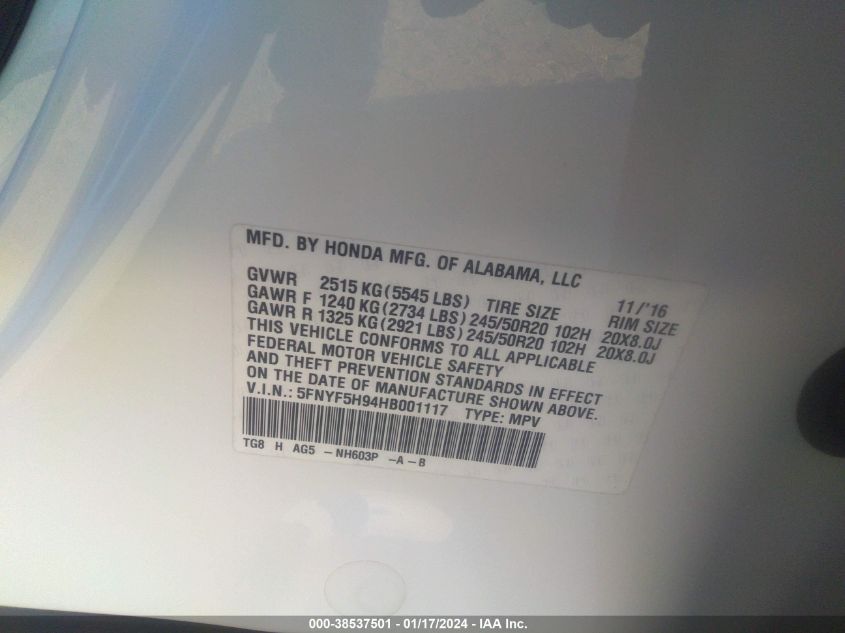 MFD. BY HONDA MFG. OF ALABAMA, LLC
GVWR 2515 KG (5545 LBS) TIRE SIZE 11/'16 RIM SIZE
GAWR F 1240 KG (2734 LBS) 245/50R20 102H 20X8.0J
GAWR R 1325 KG (2921 LBS) 245/50R20 102H 20X8.0J
THIS VEHICLE CONFORMS TO ALL APPLICABLE
FEDERAL MOTOR VEHICLE SAFETY
AND THEFT PREVENTION STANDARDS IN EFFECT
ON THE DATE OF MANUFACTURE SHOWN ABOVE.
V.I.N.: 5FNYF5H94HB001117 TYPE: MPV
TG8 H AG5 -NH603P -A-B
000-38537501 - 01/17/2024 - IAA Inc.